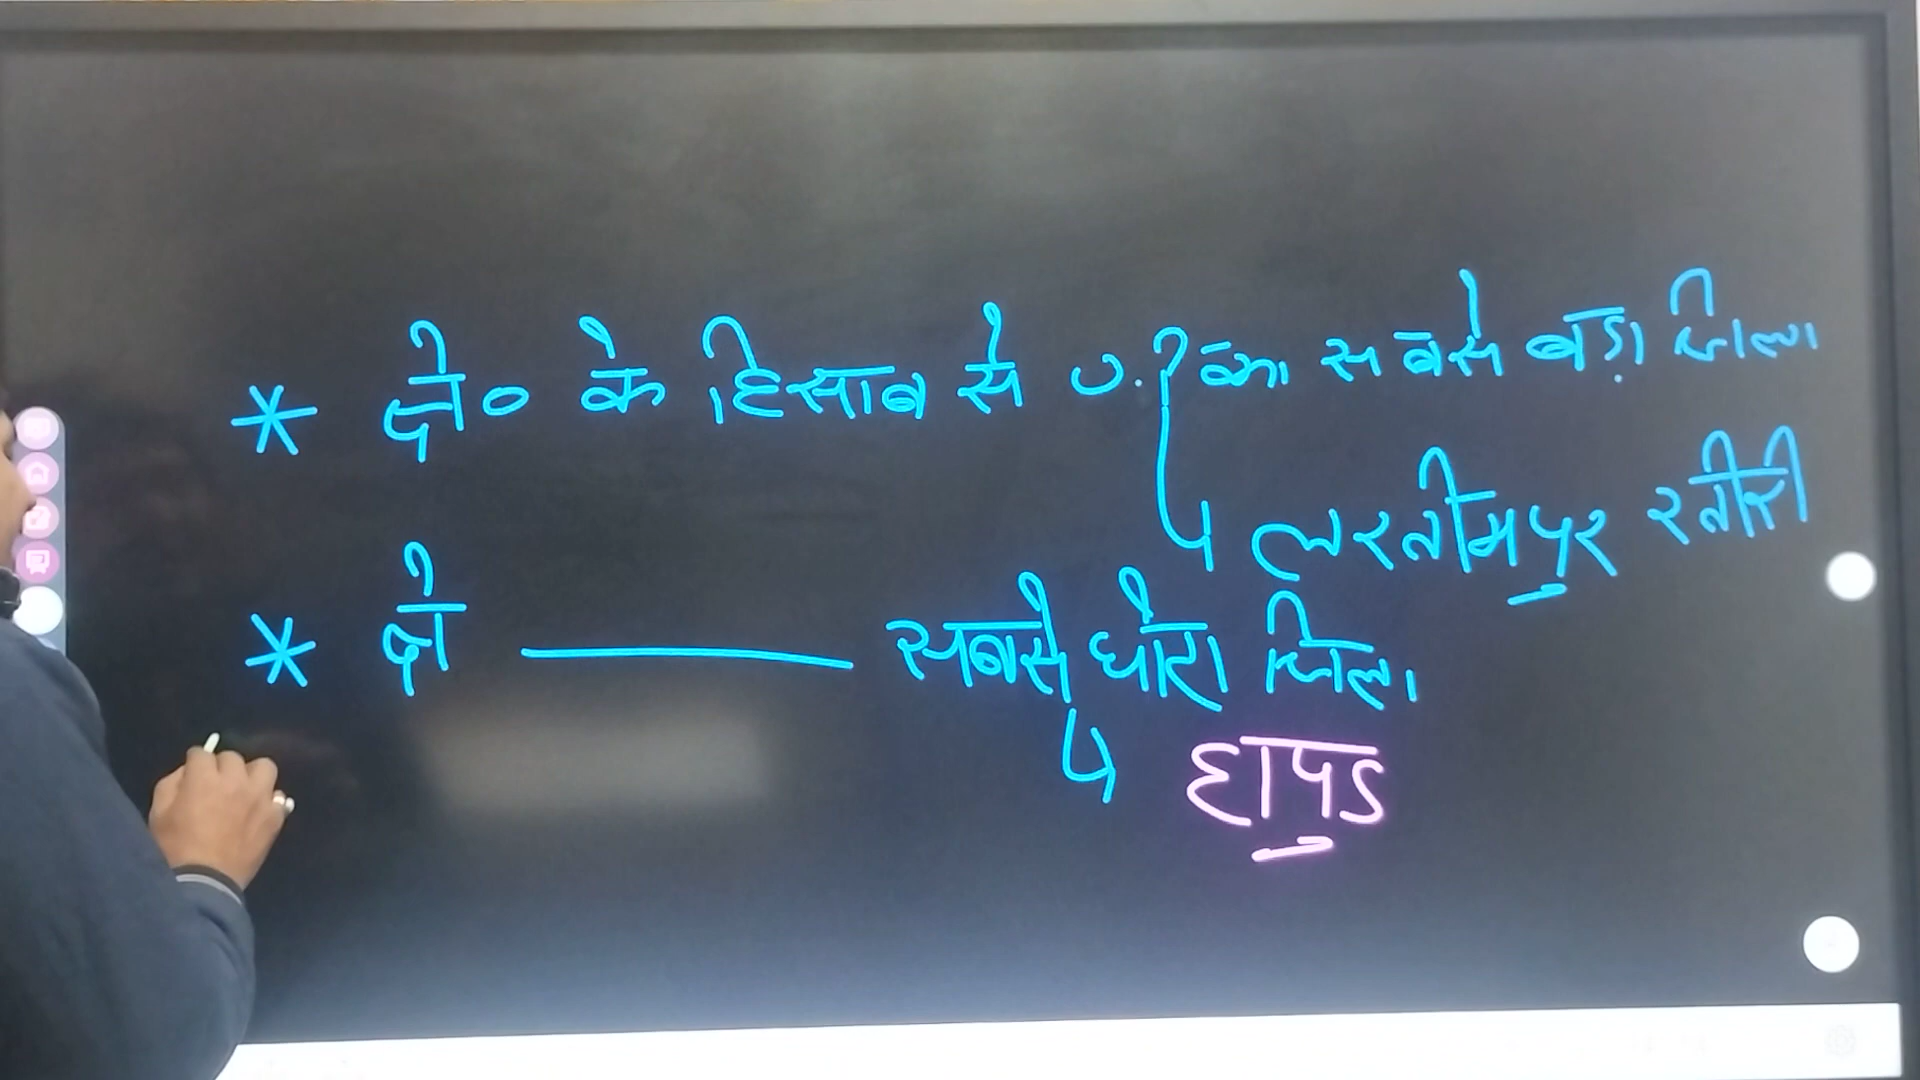 * क्षे० के हिसाब से U.P का सबसे बड़ा जिला
लखीमपुर खीरी
* क्षे ——— सबसे छोटा जिला
हापुड